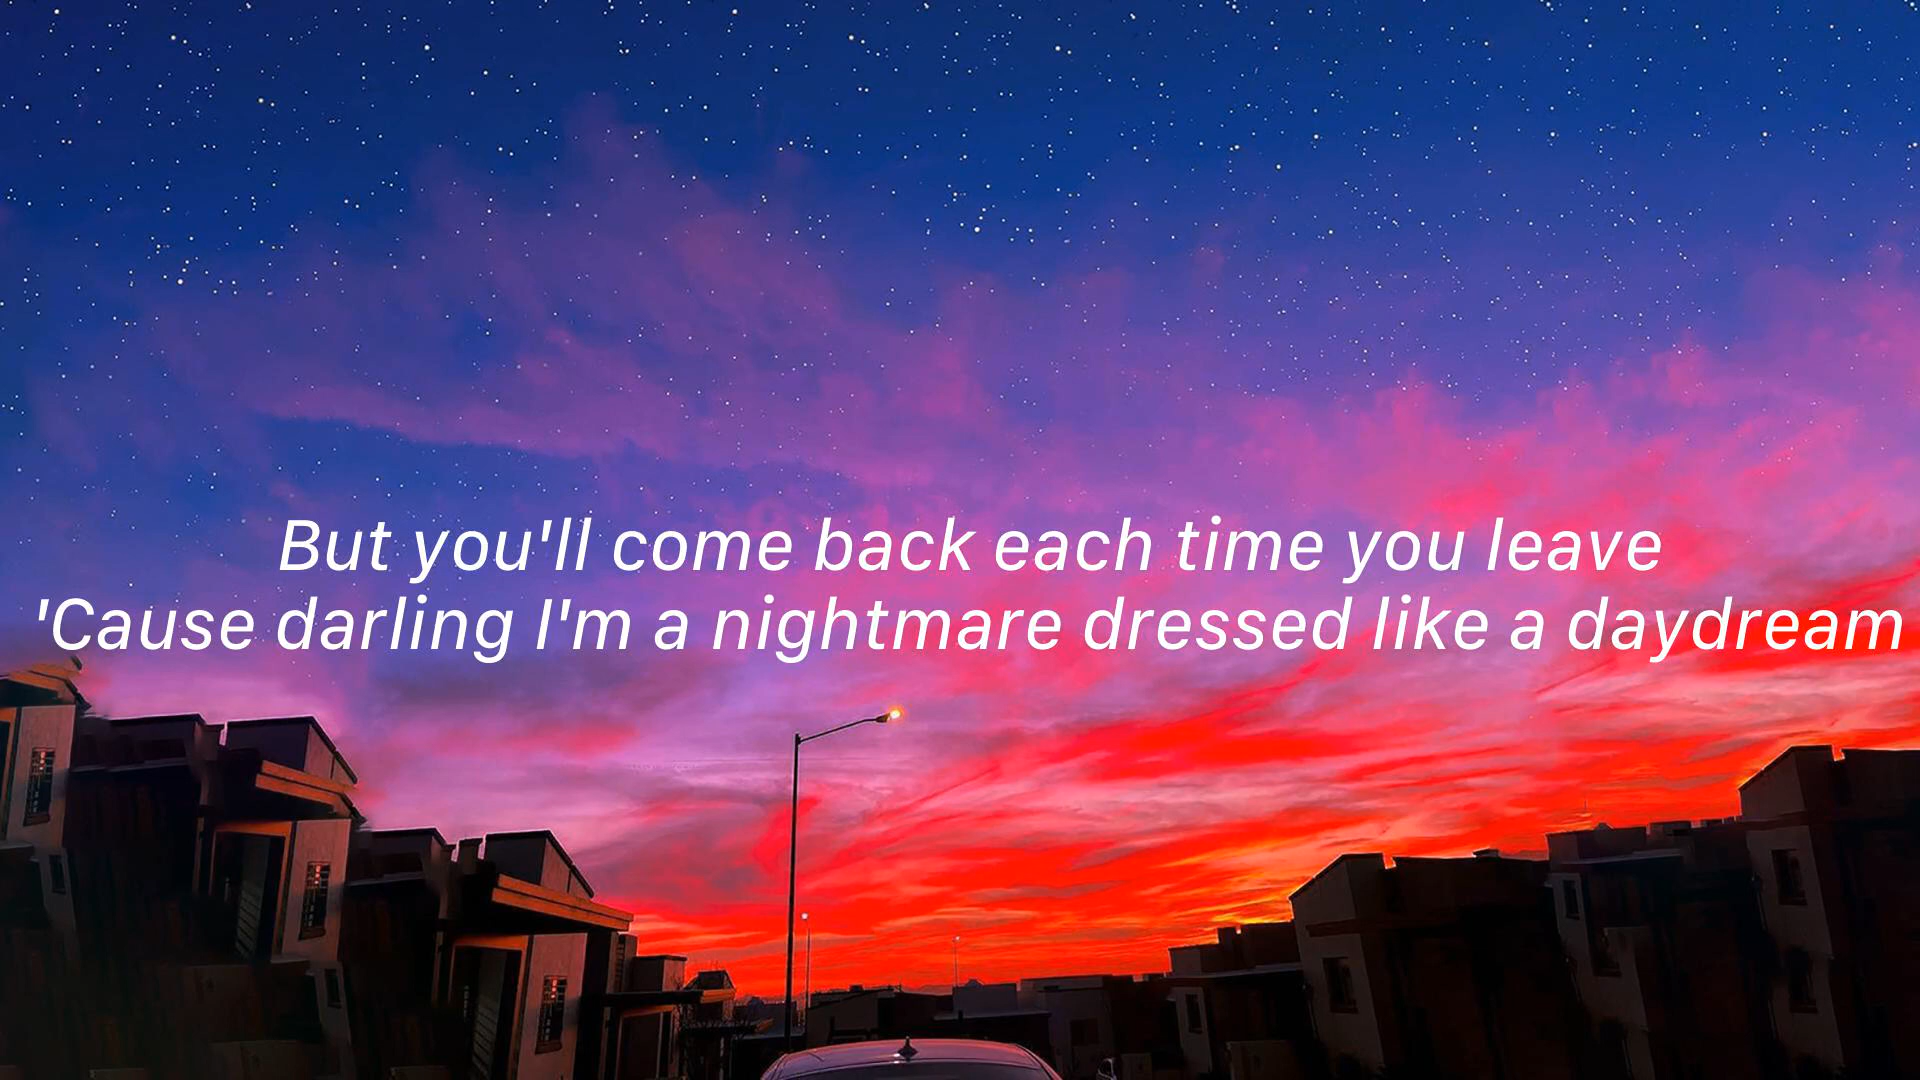 But you'll come back each time you leave
'Cause darling I'm a nightmare dressed like a daydream